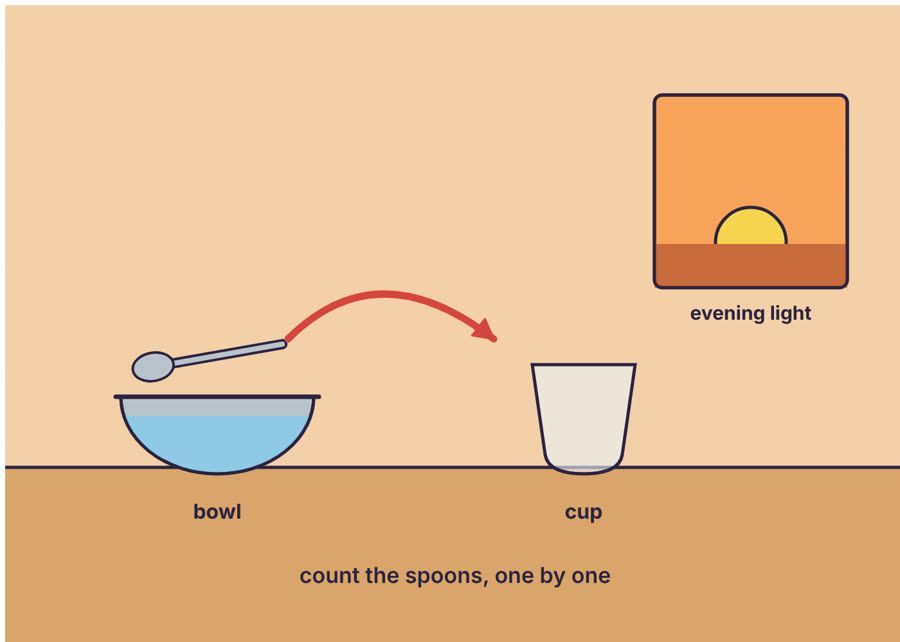 evening light
bowl
cup
count the spoons, one by one